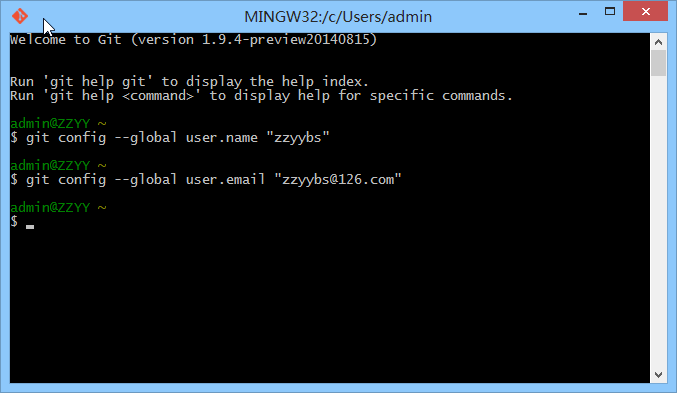 MINGW32:/c/Users/admin
Welcome to Git (version 1.9.4-preview20140815)
Run 'git help git' to display the help index.
Run 'git help <command>' to display help for specific commands.
admin@ZZYY ~
$ git config --global user.name "zzyybs"
admin@ZZYY ~
$ git config --global user.email "zzyybs@126.com"
admin@ZZYY ~
$